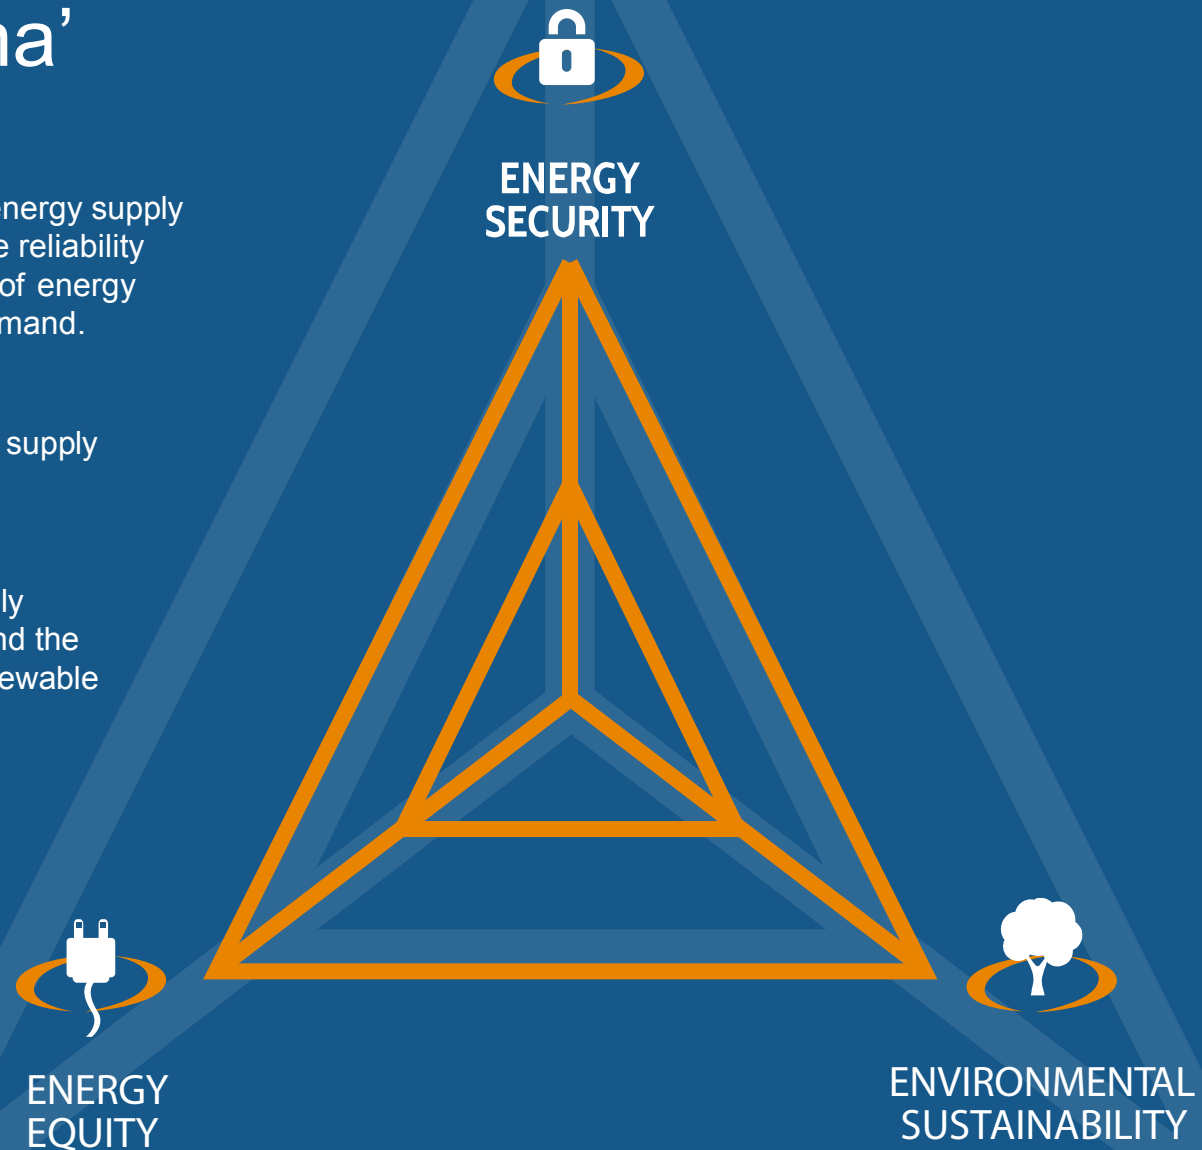 na’
energy supply
e reliability
of energy
mand.
supply
ly
nd the
ewable
ENERGY
SECURITY
ENERGY
EQUITY
ENVIRONMENTAL
SUSTAINABILITY